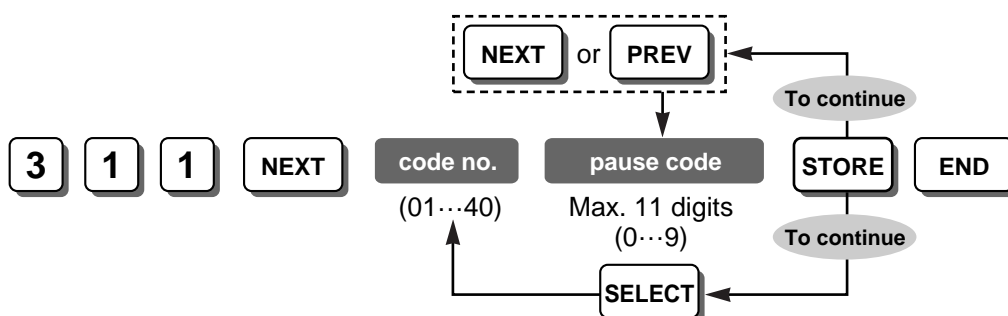 NEXT or PREV
To continue
3 1 1 NEXT code no. pause code STORE END
(01···40) Max. 11 digits
(0···9)
To continue
SELECT